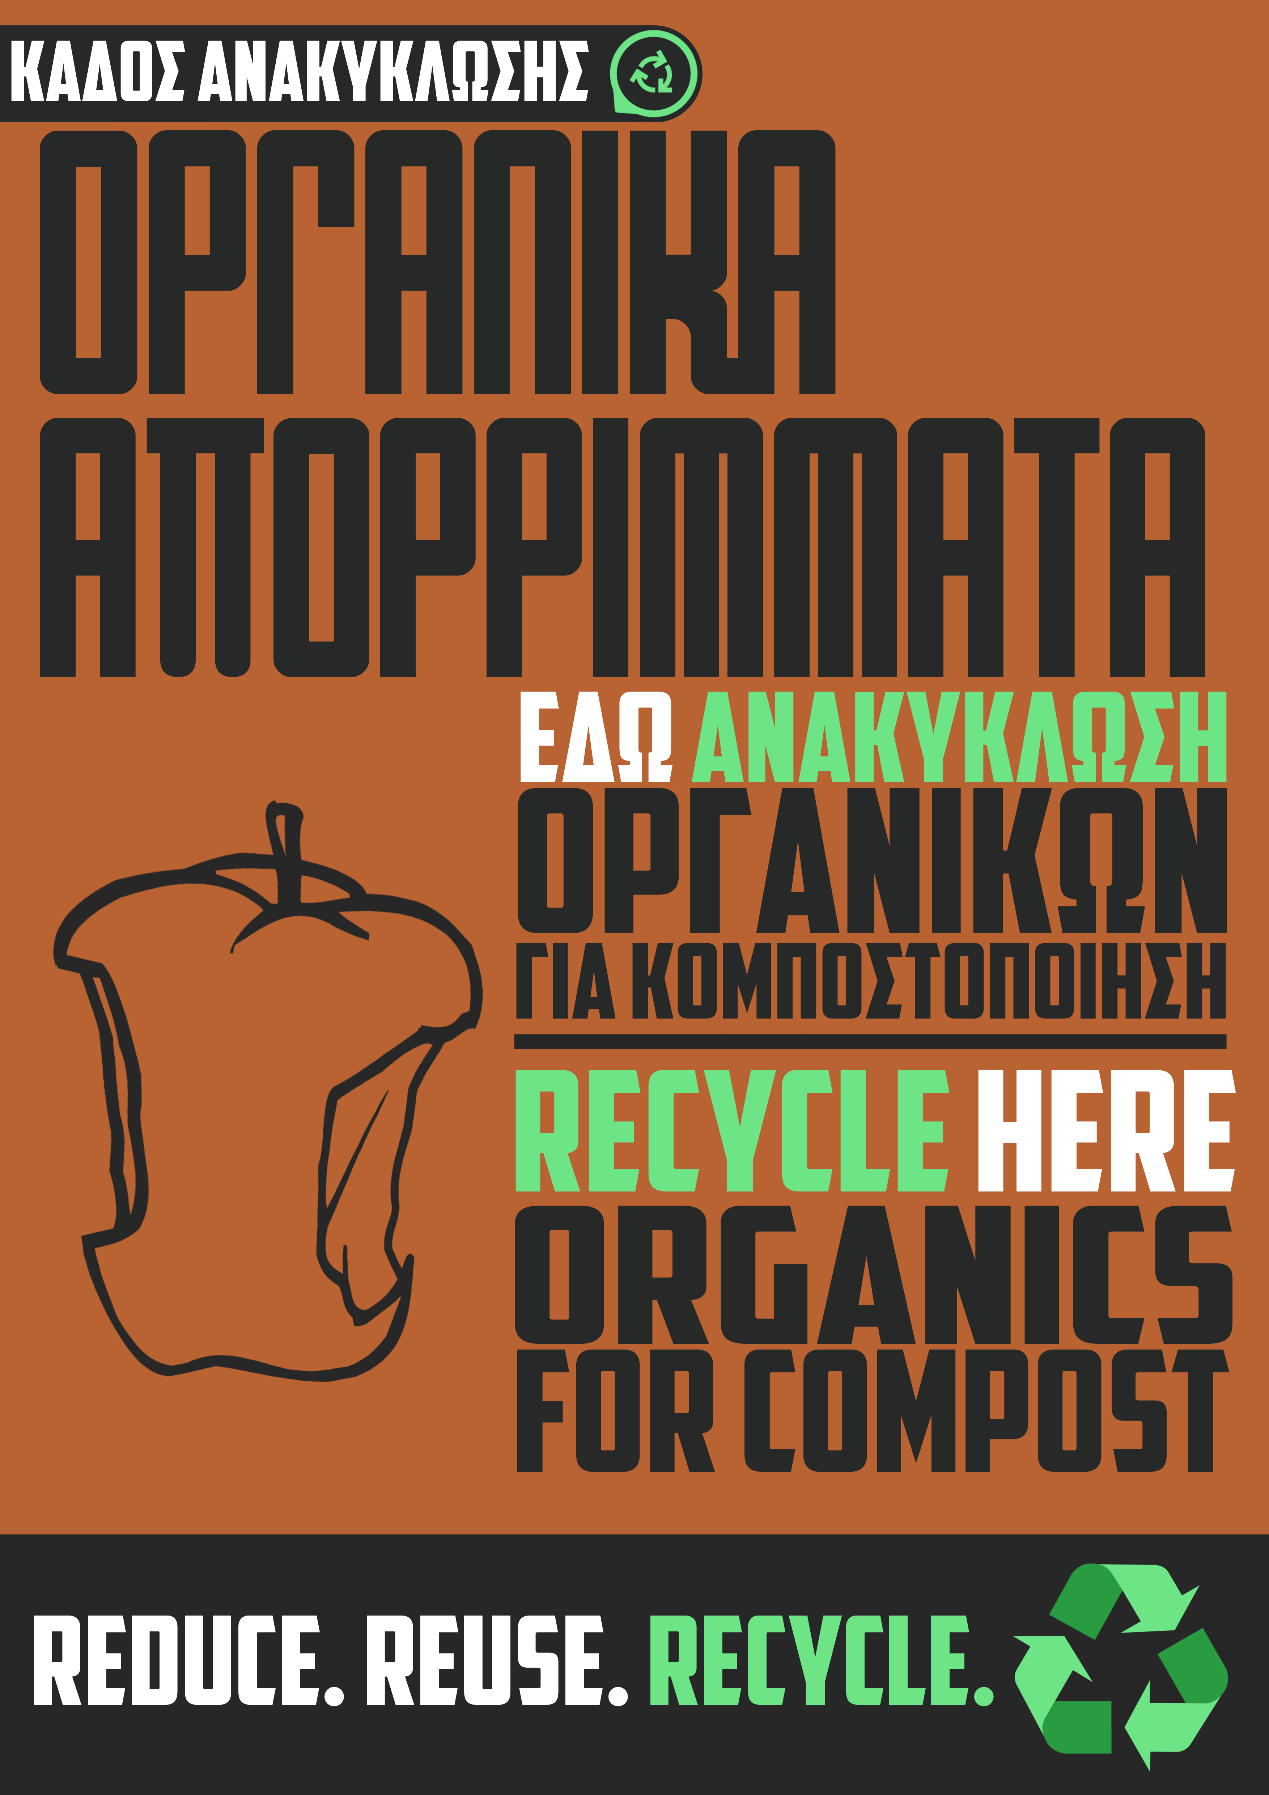 ΚΑΔΟΣ ΑΝΑΚΥΚΛΩΣΗΣ
ΟΡΓΑΝΙΚΑ
ΑΠΟΡΡΙΜΜΑΤΑ
ΕΔΩ ΑΝΑΚΥΚΛΩΣΗ
ΟΡΓΑΝΙΚΩΝ
ΓΙΑ ΚΟΜΠΟΣΤΟΠΟΙΗΣΗ
RECYCLE HERE
ORGANICS
FOR COMPOST
REDUCE. REUSE. RECYCLE.